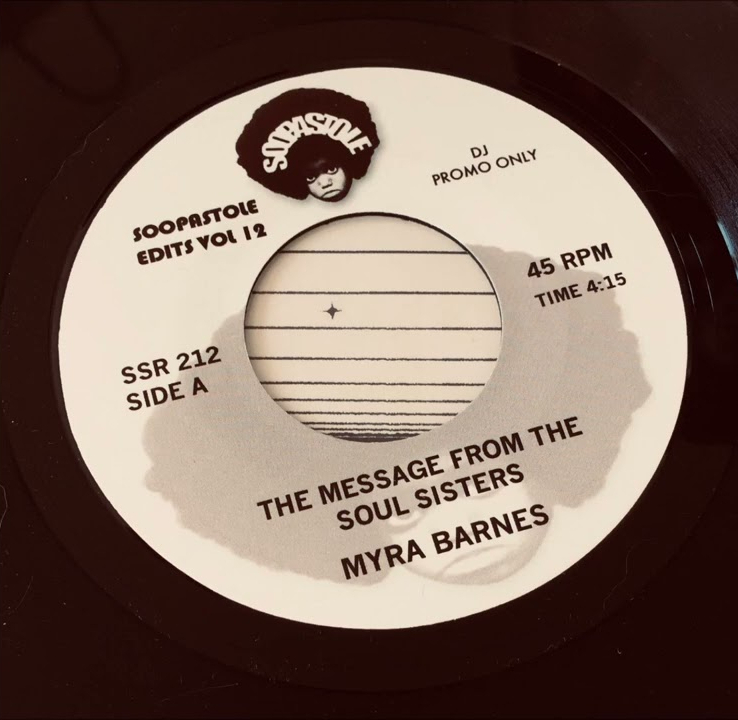 SOOPASTOLE
DJ
PROMO ONLY
SOOPASTOLE
EDITS VOL 12
45 RPM
TIME 4:15
SSR 212
SIDE A
THE MESSAGE FROM THE
SOUL SISTERS
MYRA BARNES